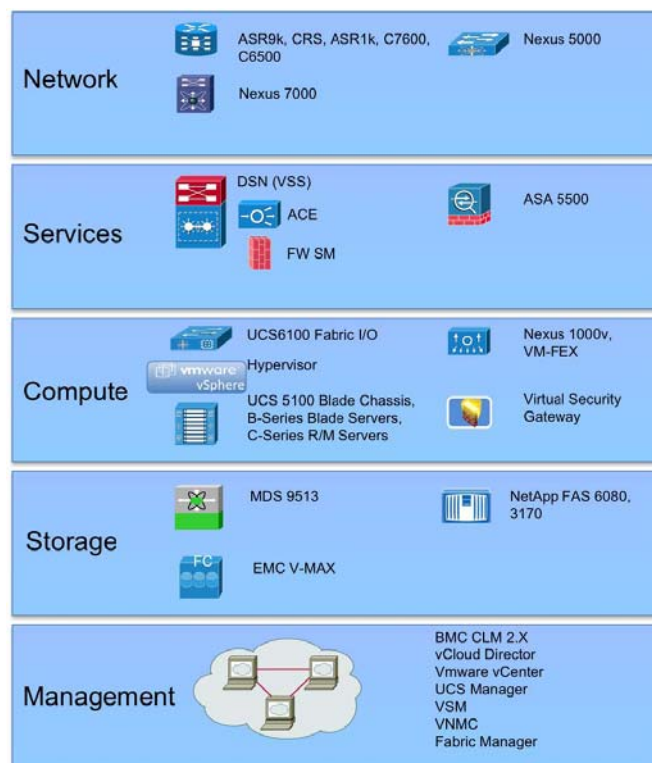 Network
ASR9k, CRS, ASR1k, C7600,
C6500
Nexus 7000
Nexus 5000
Services
DSN (VSS)
ACE
FW SM
ASA 5500
Compute
UCS6100 Fabric I/O
vmware
vSphere
Hypervisor
UCS 5100 Blade Chassis,
B-Series Blade Servers,
C-Series R/M Servers
Nexus 1000v,
VM-FEX
Virtual Security
Gateway
Storage
MDS 9513
FC
EMC V-MAX
NetApp FAS 6080,
3170
Management
BMC CLM 2.X
vCloud Director
Vmware vCenter
UCS Manager
VSM
VNMC
Fabric Manager